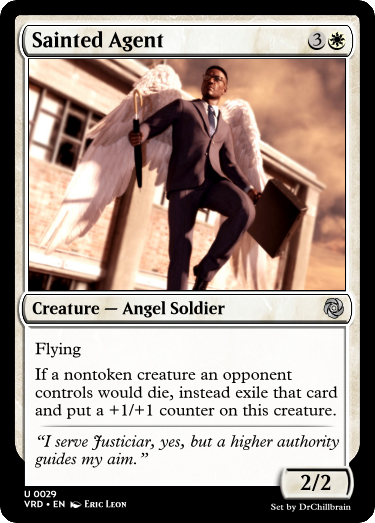 Sainted Agent 3
Creature — Angel Soldier
Flying
If a nontoken creature an opponent
controls would die, instead exile that card
and put a +1/+1 counter on this creature.
"I serve Justiciar, yes, but a higher authority
guides my aim."
2/2
U 0029
VRD • EN Eric Leon
Set by DrChillbrain